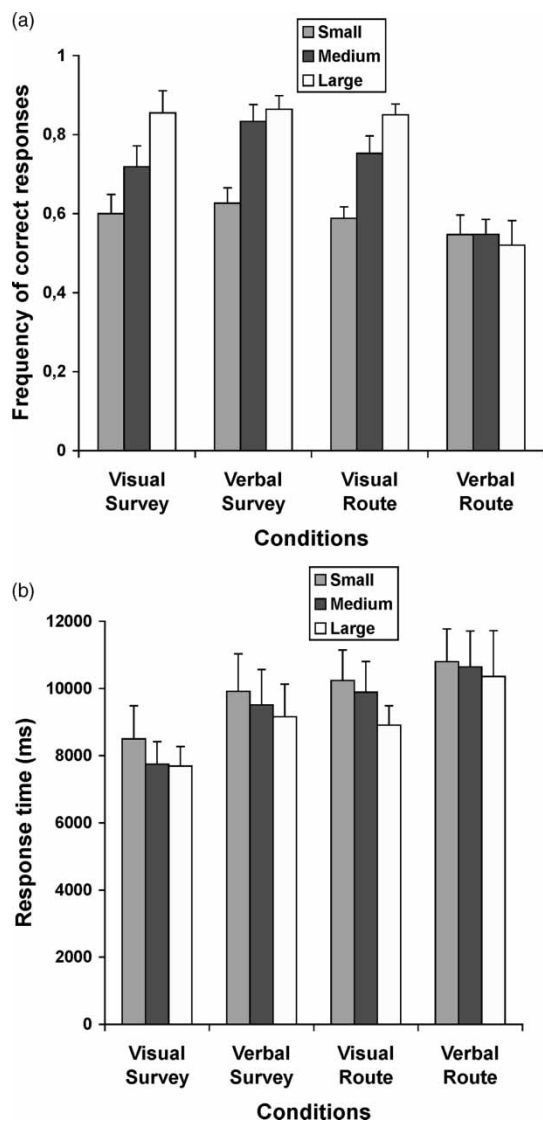 (a)
Small
Medium
Large
Frequency of correct responses
1
0,8
0,6
0,4
0,2
0
Visual Survey
Verbal Survey
Visual Route
Verbal Route
Conditions
(b)
Small
Medium
Large
Response time (ms)
12000
10000
8000
6000
4000
2000
0
Visual Survey
Verbal Survey
Visual Route
Verbal Route
Conditions